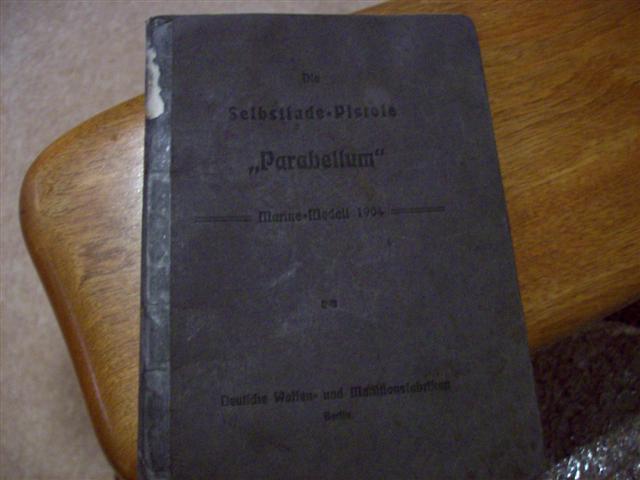 Die
Selbstlade-Pistole
„Parabellum“
Marine-Modell 1904
Deutsche Waffen- und Munitionsfabriken
Berlin.